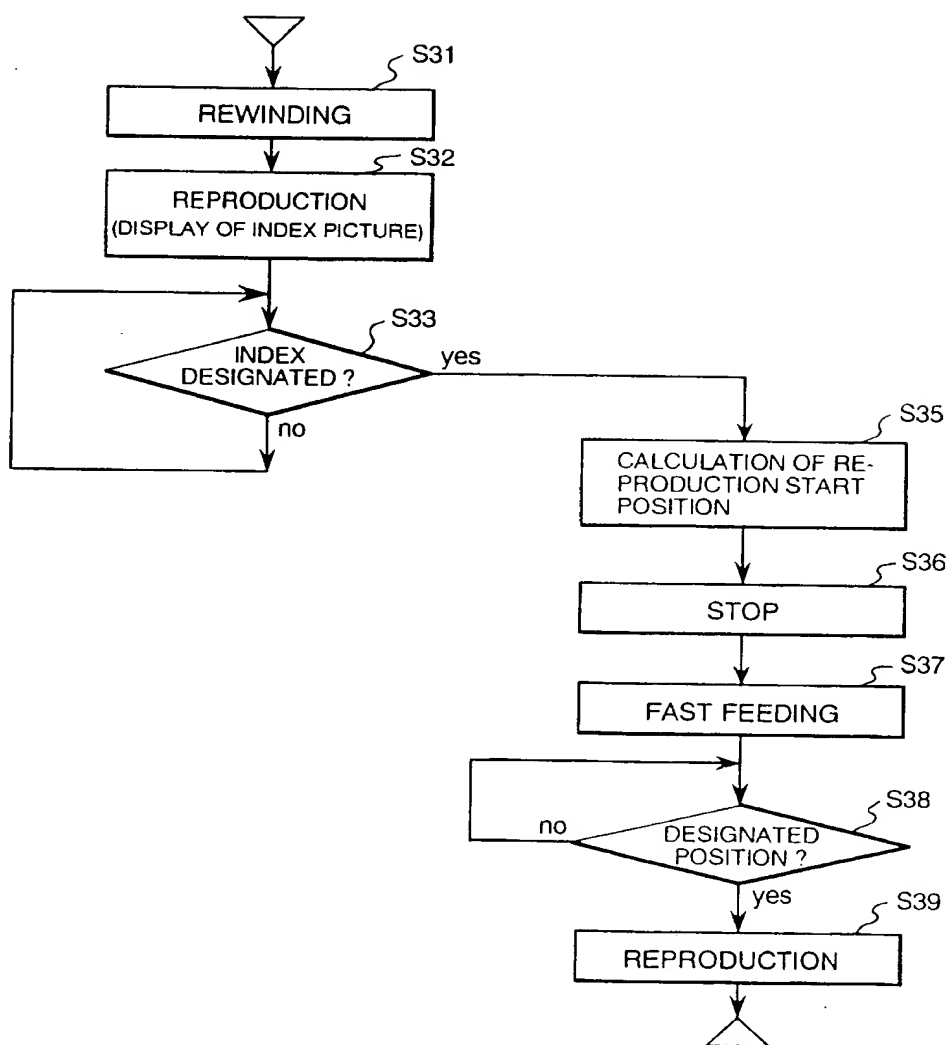 S31
REWINDING
S32
REPRODUCTION
(DISPLAY OF INDEX PICTURE)
S33
INDEX
DESIGNATED ?
yes
no
S35
CALCULATION OF RE-
PRODUCTION START
POSITION
S36
STOP
S37
FAST FEEDING
S38
DESIGNATED
POSITION ?
no
yes
S39
REPRODUCTION